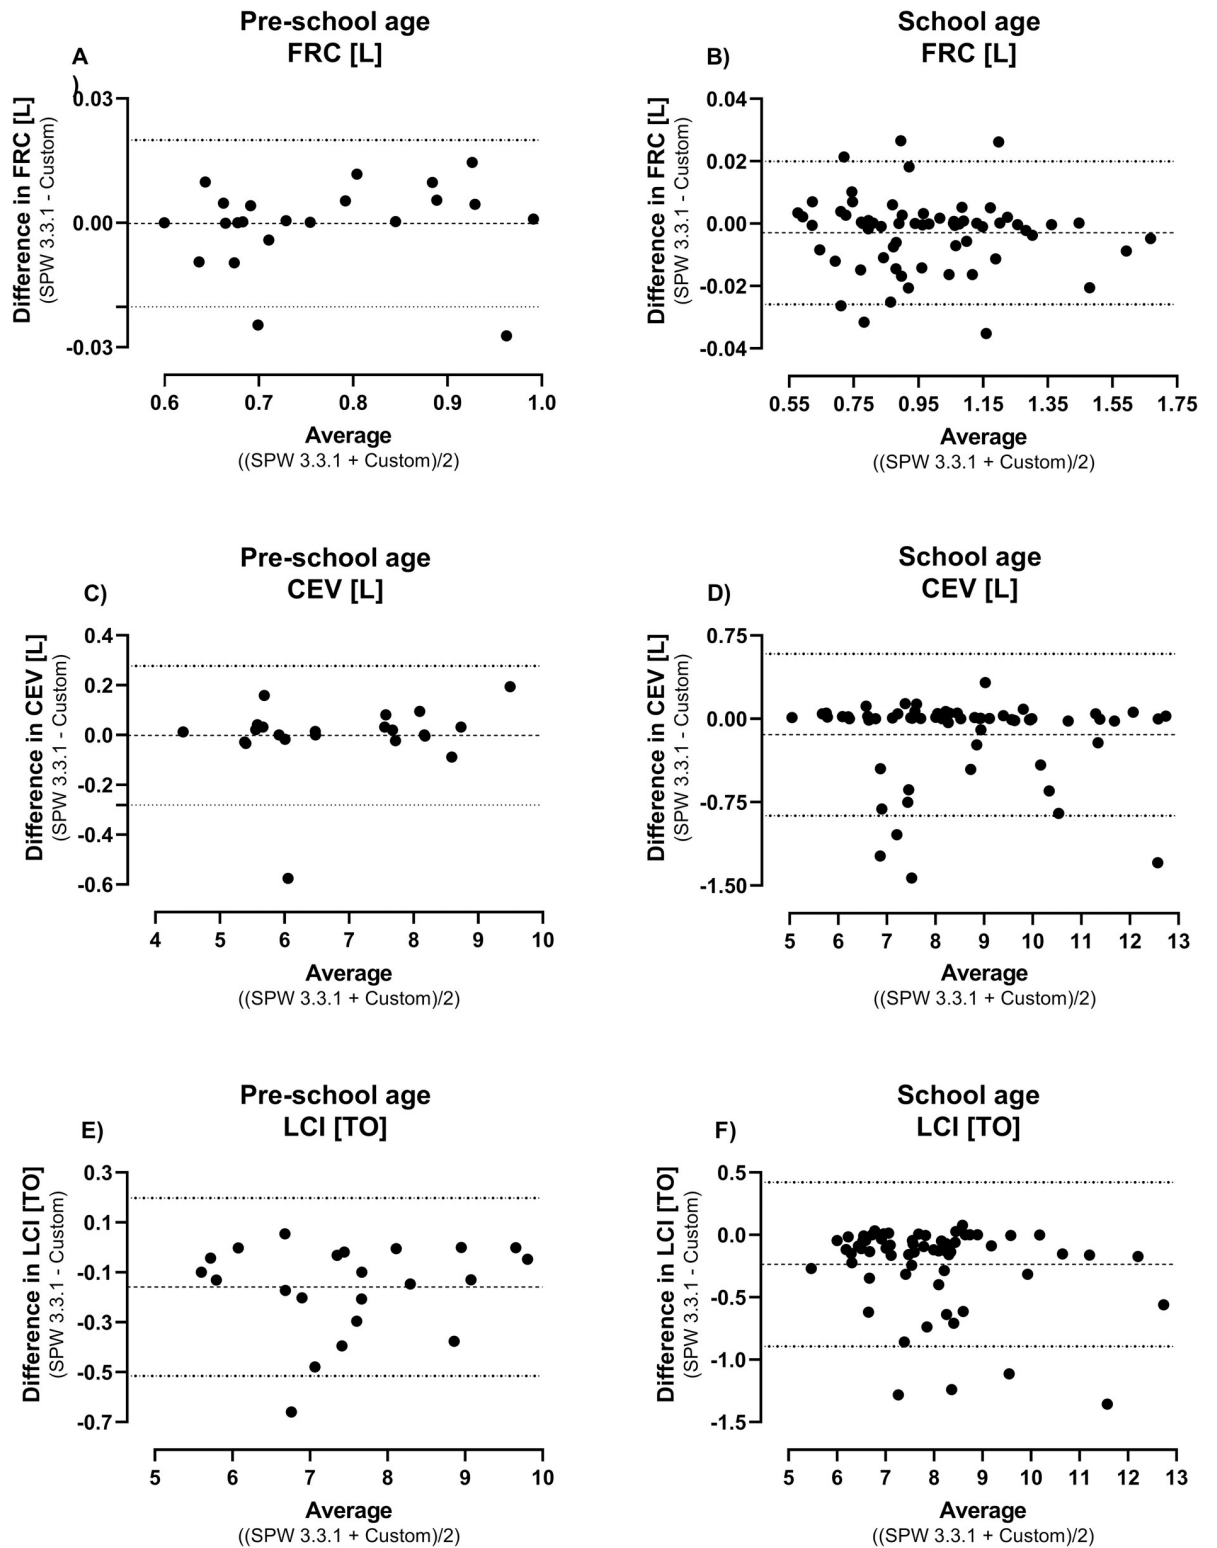 Pre-school age
FRC [L]
A
)
Difference in FRC [L]
(SPW 3.3.1 - Custom)
0.03
0.00
-0.03
0.6 0.7 0.8 0.9 1.0
Average
((SPW 3.3.1 + Custom)/2)
School age
FRC [L]
B)
Difference in FRC [L]
(SPW 3.3.1 - Custom)
0.04
0.02
0.00
-0.02
-0.04
0.55 0.75 0.95 1.15 1.35 1.55 1.75
Average
((SPW 3.3.1 + Custom)/2)
Pre-school age
CEV [L]
C)
Difference in CEV [L]
(SPW 3.3.1 - Custom)
0.4
0.2
0.0
-0.2
-0.4
-0.6
4 5 6 7 8 9 10
Average
((SPW 3.3.1 + Custom)/2)
School age
CEV [L]
D)
Difference in CEV [L]
(SPW 3.3.1 - Custom)
0.75
0.00
-0.75
-1.50
5 6 7 8 9 10 11 12 13
Average
((SPW 3.3.1 + Custom)/2)
Pre-school age
LCI [TO]
E)
Difference in LCI [TO]
(SPW 3.3.1 - Custom)
0.3
0.1
-0.1
-0.3
-0.5
-0.7
5 6 7 8 9 10
Average
((SPW 3.3.1 + Custom)/2)
School age
LCI [TO]
F)
Difference in LCI [TO]
(SPW 3.3.1 - Custom)
0.5
0.0
-0.5
-1.0
-1.5
5 6 7 8 9 10 11 12 13
Average
((SPW 3.3.1 + Custom)/2)